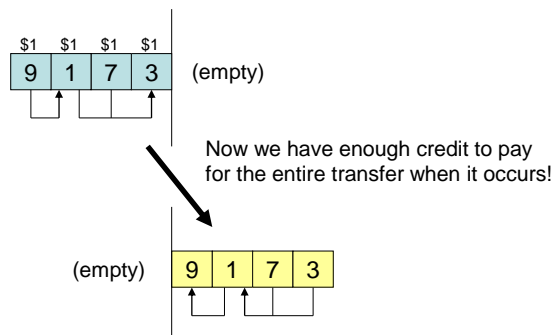 $1 $1 $1 $1
9 1 7 3 (empty)
Now we have enough credit to pay
for the entire transfer when it occurs!
(empty) 9 1 7 3